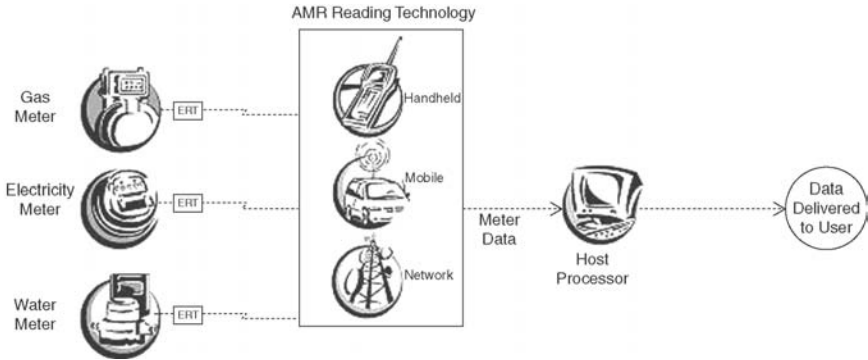 AMR Reading Technology
Gas
Meter
ERT
Handheld
Electricity
Meter
ERT
Mobile
Meter
Data
Host
Processor
Data
Delivered
to User
Water
Meter
ERT
Network